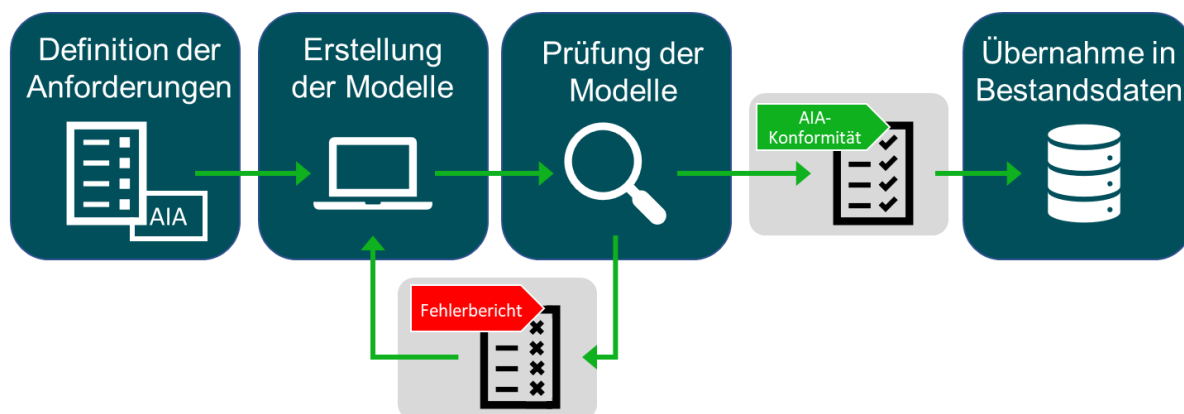 Definition der
Anforderungen
AIA
Erstellung
der Modelle
Prüfung der
Modelle
AIA-
Konformität
Übernahme in
Bestandsdaten
Fehlerbericht